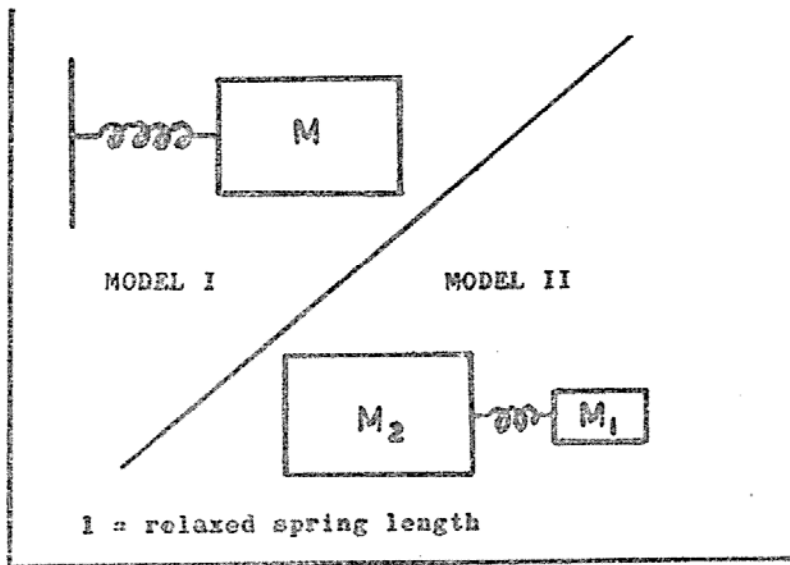 M
MODEL I
MODEL II
M₂
M₁
l = relaxed spring length